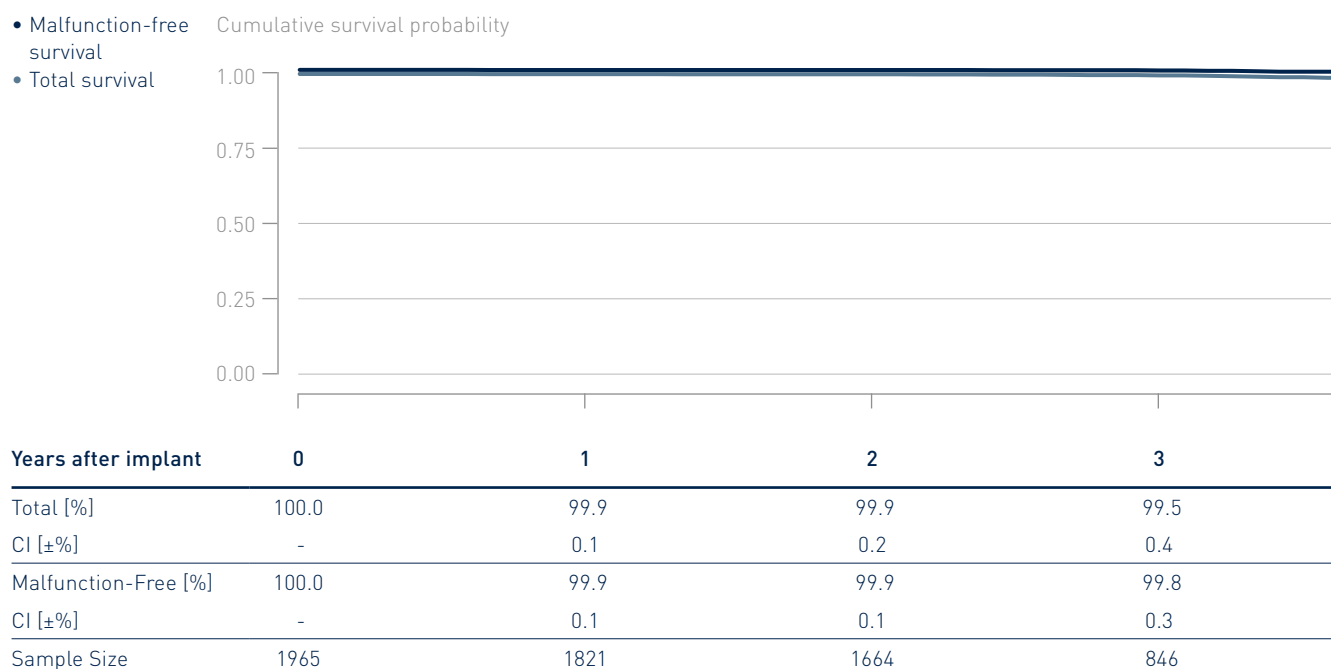 • Malfunction-free survival
• Total survival
Cumulative survival probability
1.00
0.75
0.50
0.25
0.00
Years after implant 0 1 2 3
Total [%] 100.0 99.9 99.9 99.5
CI [±%] - 0.1 0.2 0.4
Malfunction-Free [%] 100.0 99.9 99.9 99.8
CI [±%] - 0.1 0.1 0.3
Sample Size 1965 1821 1664 846